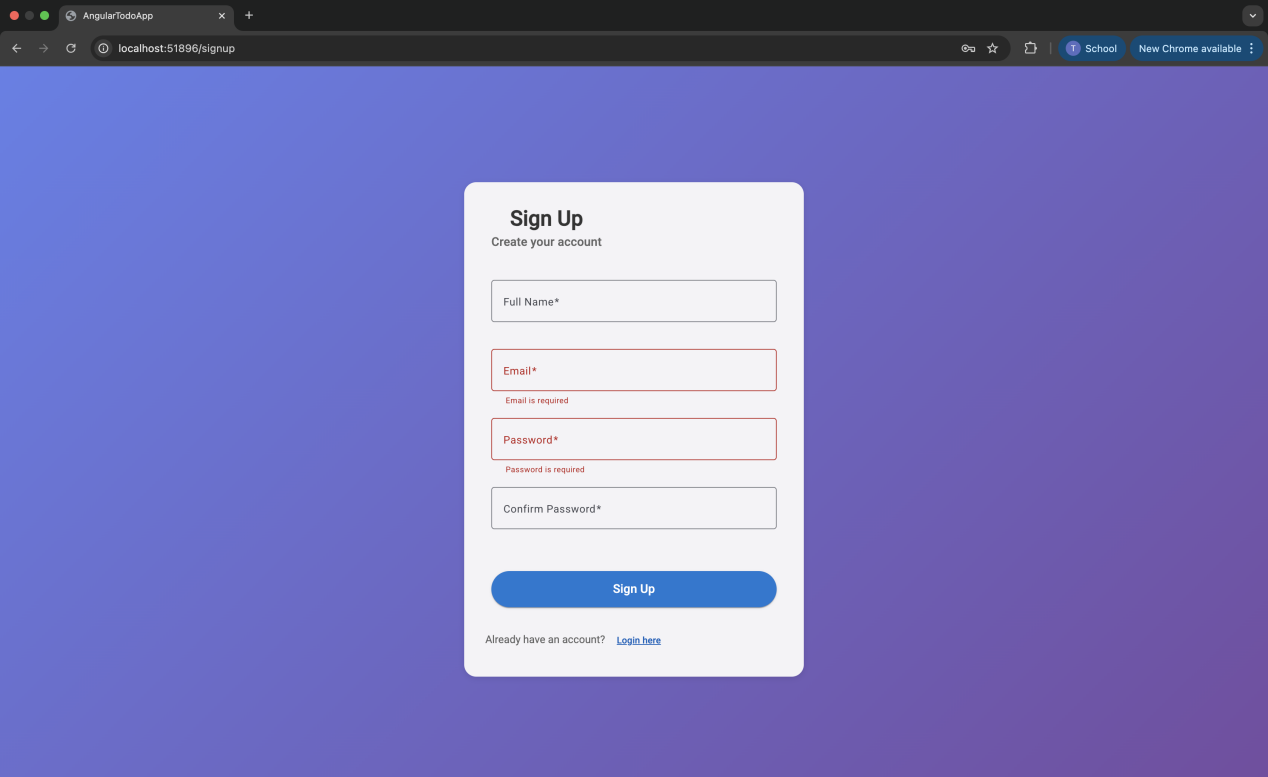 AngularTodoApp
localhost:51896/signup
T School
New Chrome available
Sign Up
Create your account
Full Name*
Email*
Email is required
Password*
Password is required
Confirm Password*
Sign Up
Already have an account? Login here